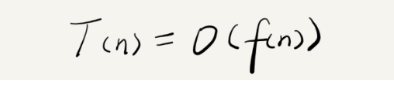 T(n) = O(f(n))